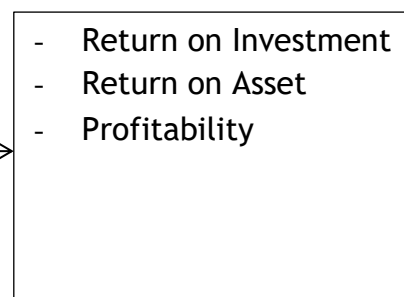 - Return on Investment
- Return on Asset
- Profitability